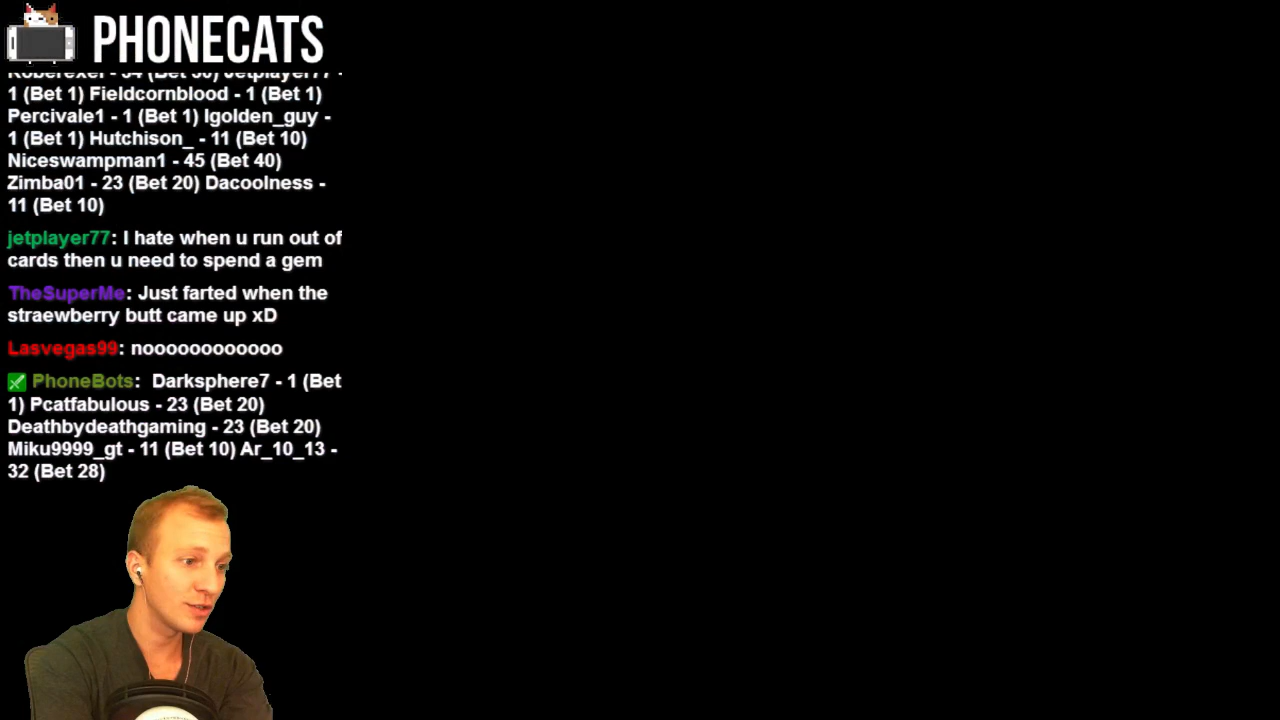 PHONECATS
1 (Bet 1) Fieldcornblood - 1 (Bet 1)
Percivale1 - 1 (Bet 1) Igolden_guy -
1 (Bet 1) Hutchison_ - 11 (Bet 10)
Niceswampman1 - 45 (Bet 40)
Zimba01 - 23 (Bet 20) Dacoolness -
11 (Bet 10)
jetplayer77: I hate when u run out of
cards then u need to spend a gem
TheSuperMe: Just farted when the
straewberry butt came up xD
Lasvegas99: noooooooooooo
PhoneBots: Darksphere7 - 1 (Bet
1) Pcatfabulous - 23 (Bet 20)
Deathbydeathgaming - 23 (Bet 20)
Miku9999_gt - 11 (Bet 10) Ar_10_13 -
32 (Bet 28)